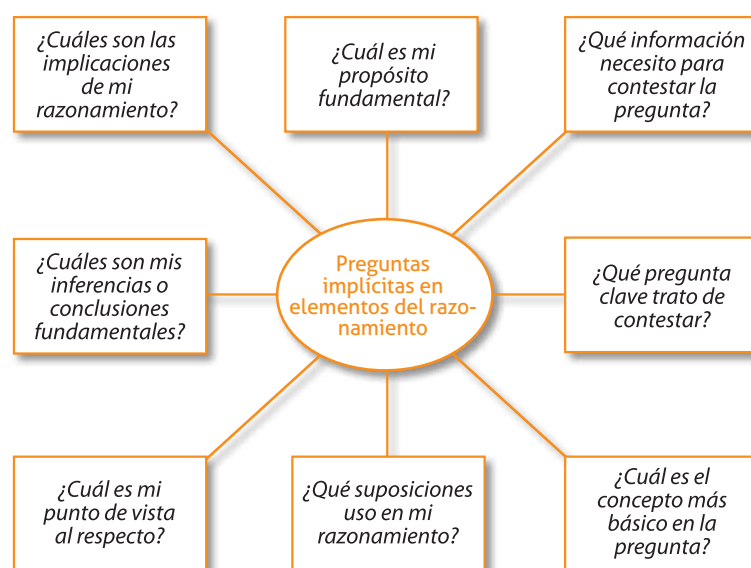 ¿Cuáles son las
implicaciones
de mi
razonamiento?
¿Cuál es mi
propósito
fundamental?
¿Qué información
necesito para
contestar la
pregunta?
¿Cuáles son mis
inferencias o
conclusiones
fundamentales?
Preguntas
implícitas en
elementos del razo-
namiento
¿Qué pregunta
clave trato de
contestar?
¿Cuál es mi
punto de vista
al respecto?
¿Qué suposiciones
uso en mi
razonamiento?
¿Cuál es el
concepto más
básico en la
pregunta?